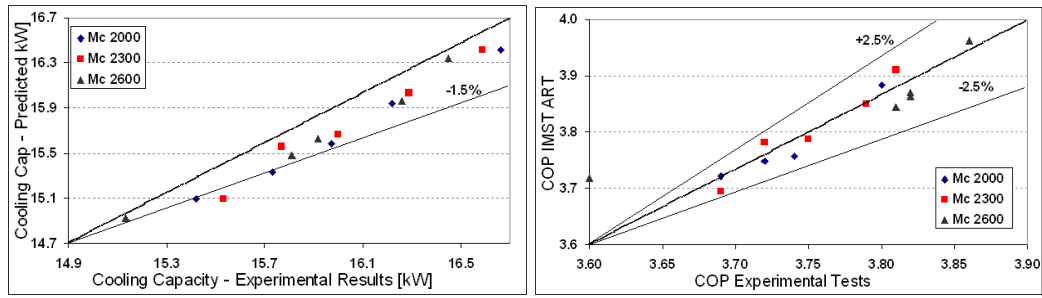 16.7
16.3
15.9
15.5
15.1
14.7
Cooling Cap - Predicted kW]
Mc 2000
Mc 2300
Mc 2600
-1.5%
14.9 15.3 15.7 16.1 16.5
Cooling Capacity - Experimental Results [kW]
4.0
3.9
3.8
3.7
3.6
COP IMST ART
+2.5%
-2.5%
Mc 2000
Mc 2300
Mc 2600
3.60 3.70 3.75 3.80 3.85 3.90
COP Experimental Tests